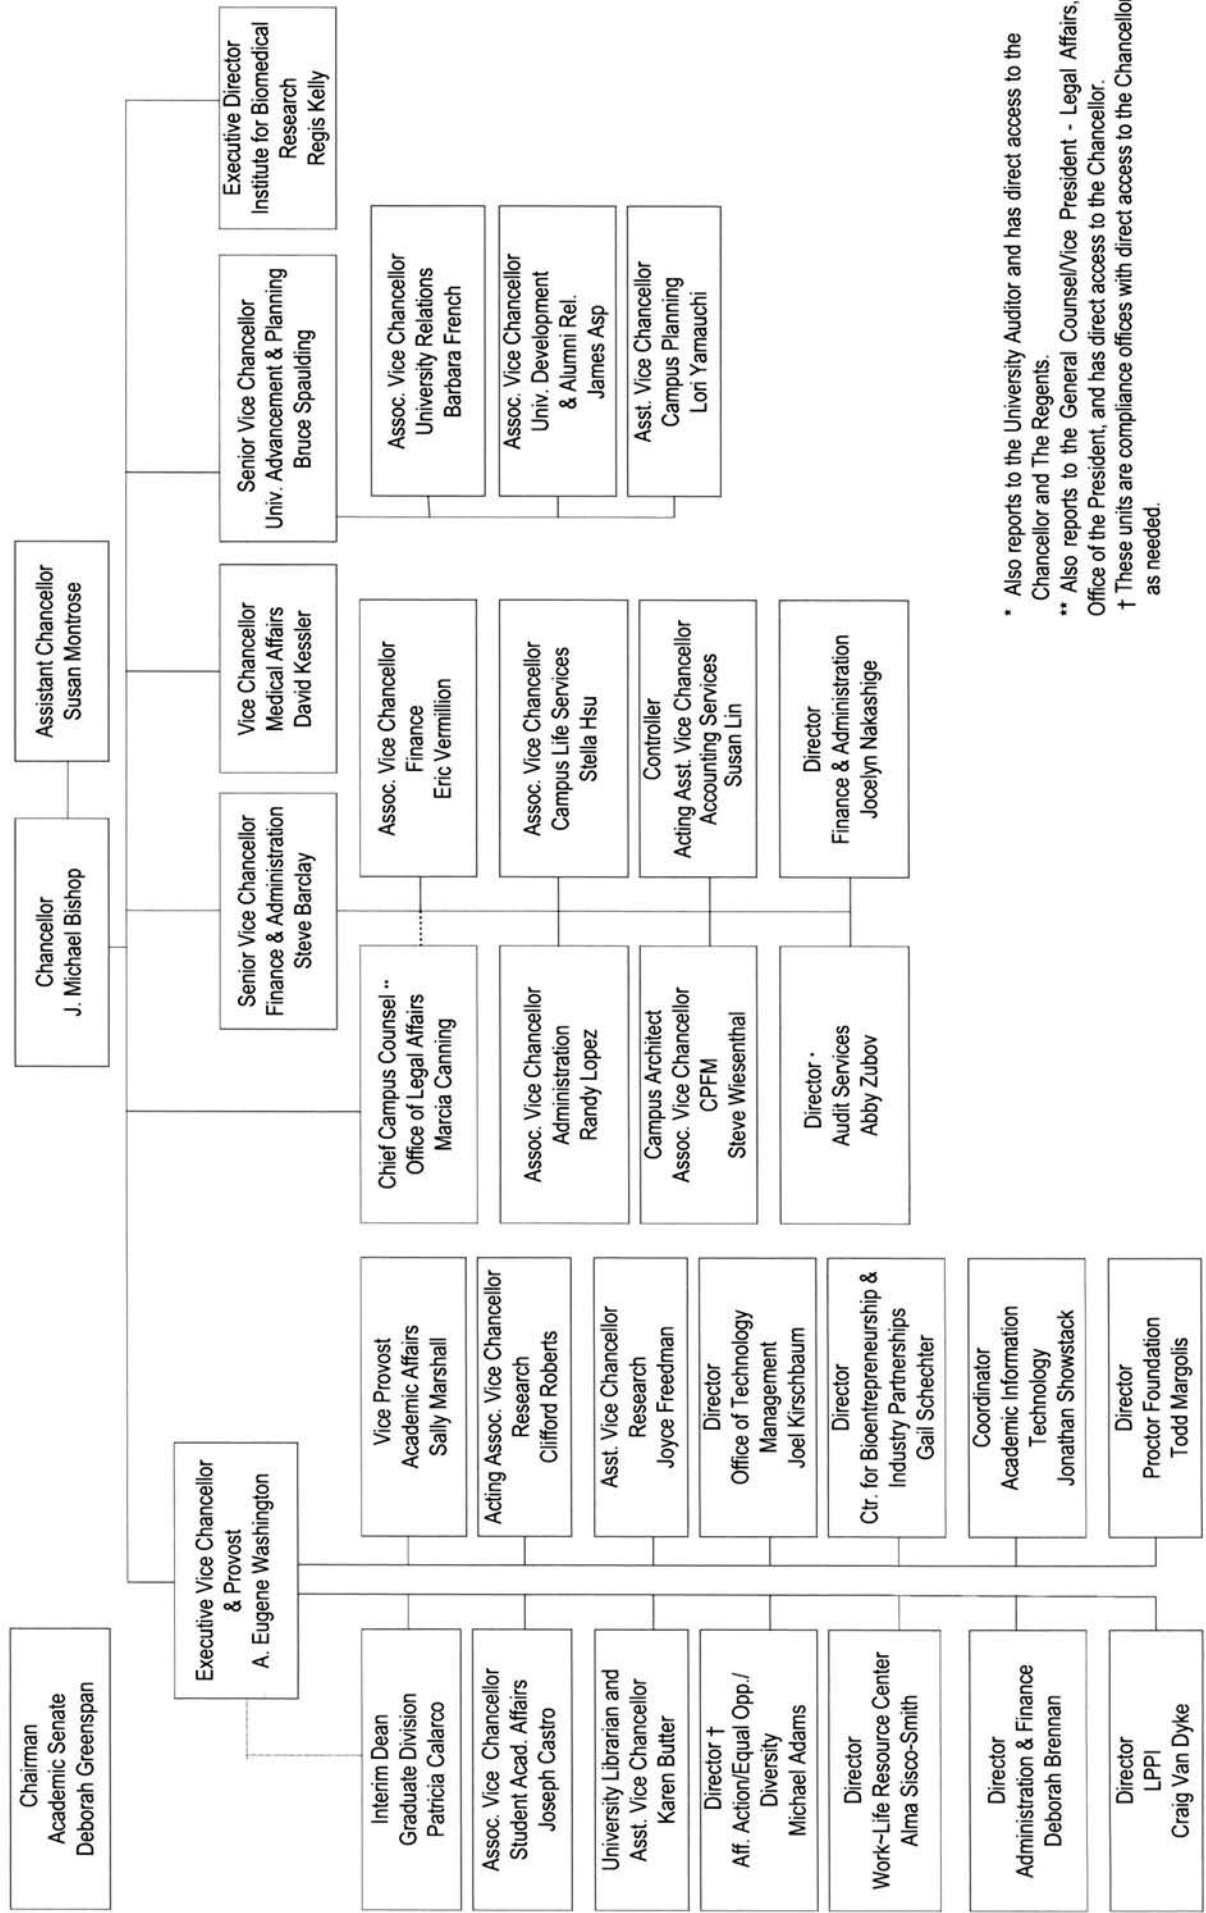 Chairman
Academic Senate
Deborah Greenspan
Chancellor
J. Michael Bishop
Assistant Chancellor
Susan Montrose
Executive Vice Chancellor
& Provost
A. Eugene Washington
Senior Vice Chancellor
Finance & Administration
Steve Barclay
Vice Chancellor
Medical Affairs
David Kessler
Senior Vice Chancellor
Univ. Advancement & Planning
Bruce Spaulding
Executive Director
Institute for Biomedical
Research
Regis Kelly
Interim Dean
Graduate Division
Patricia Calarco
Assoc. Vice Chancellor
Student Acad. Affairs
Joseph Castro
University Librarian and
Asst. Vice Chancellor
Karen Butter
Director †
Aff. Action/Equal Opp./
Diversity
Michael Adams
Director
Work~Life Resource Center
Alma Sisco-Smith
Director
Administration & Finance
Deborah Brennan
Director
LPPI
Craig Van Dyke
Vice Provost
Academic Affairs
Sally Marshall
Acting Assoc. Vice Chancellor
Research
Clifford Roberts
Asst. Vice Chancellor
Research
Joyce Freedman
Director
Office of Technology
Management
Joel Kirschbaum
Director
Ctr. for Bioentrepreneurship &
Industry Partnerships
Gail Schechter
Coordinator
Academic Information
Technology
Jonathan Showstack
Director
Proctor Foundation
Todd Margolis
Chief Campus Counsel **
Office of Legal Affairs
Marcia Canning
Assoc. Vice Chancellor
Administration
Randy Lopez
Campus Architect
Assoc. Vice Chancellor
CPFM
Steve Wiesenthal
Director *
Audit Services
Abby Zubov
Assoc. Vice Chancellor
Finance
Eric Vermillion
Assoc. Vice Chancellor
Campus Life Services
Stella Hsu
Controller
Acting Asst. Vice Chancellor
Accounting Services
Susan Lin
Director
Finance & Administration
Jocelyn Nakashige
Assoc. Vice Chancellor
University Relations
Barbara French
Assoc. Vice Chancellor
Univ. Development
& Alumni Rel.
James Asp
Asst. Vice Chancellor
Campus Planning
Lori Yamauchi
* Also reports to the University Auditor and has direct access to the
Chancellor and The Regents.
** Also reports to the General Counsel/Vice President - Legal Affairs,
Office of the President, and has direct access to the Chancellor.
† These units are compliance offices with direct access to the Chancellor
as needed.